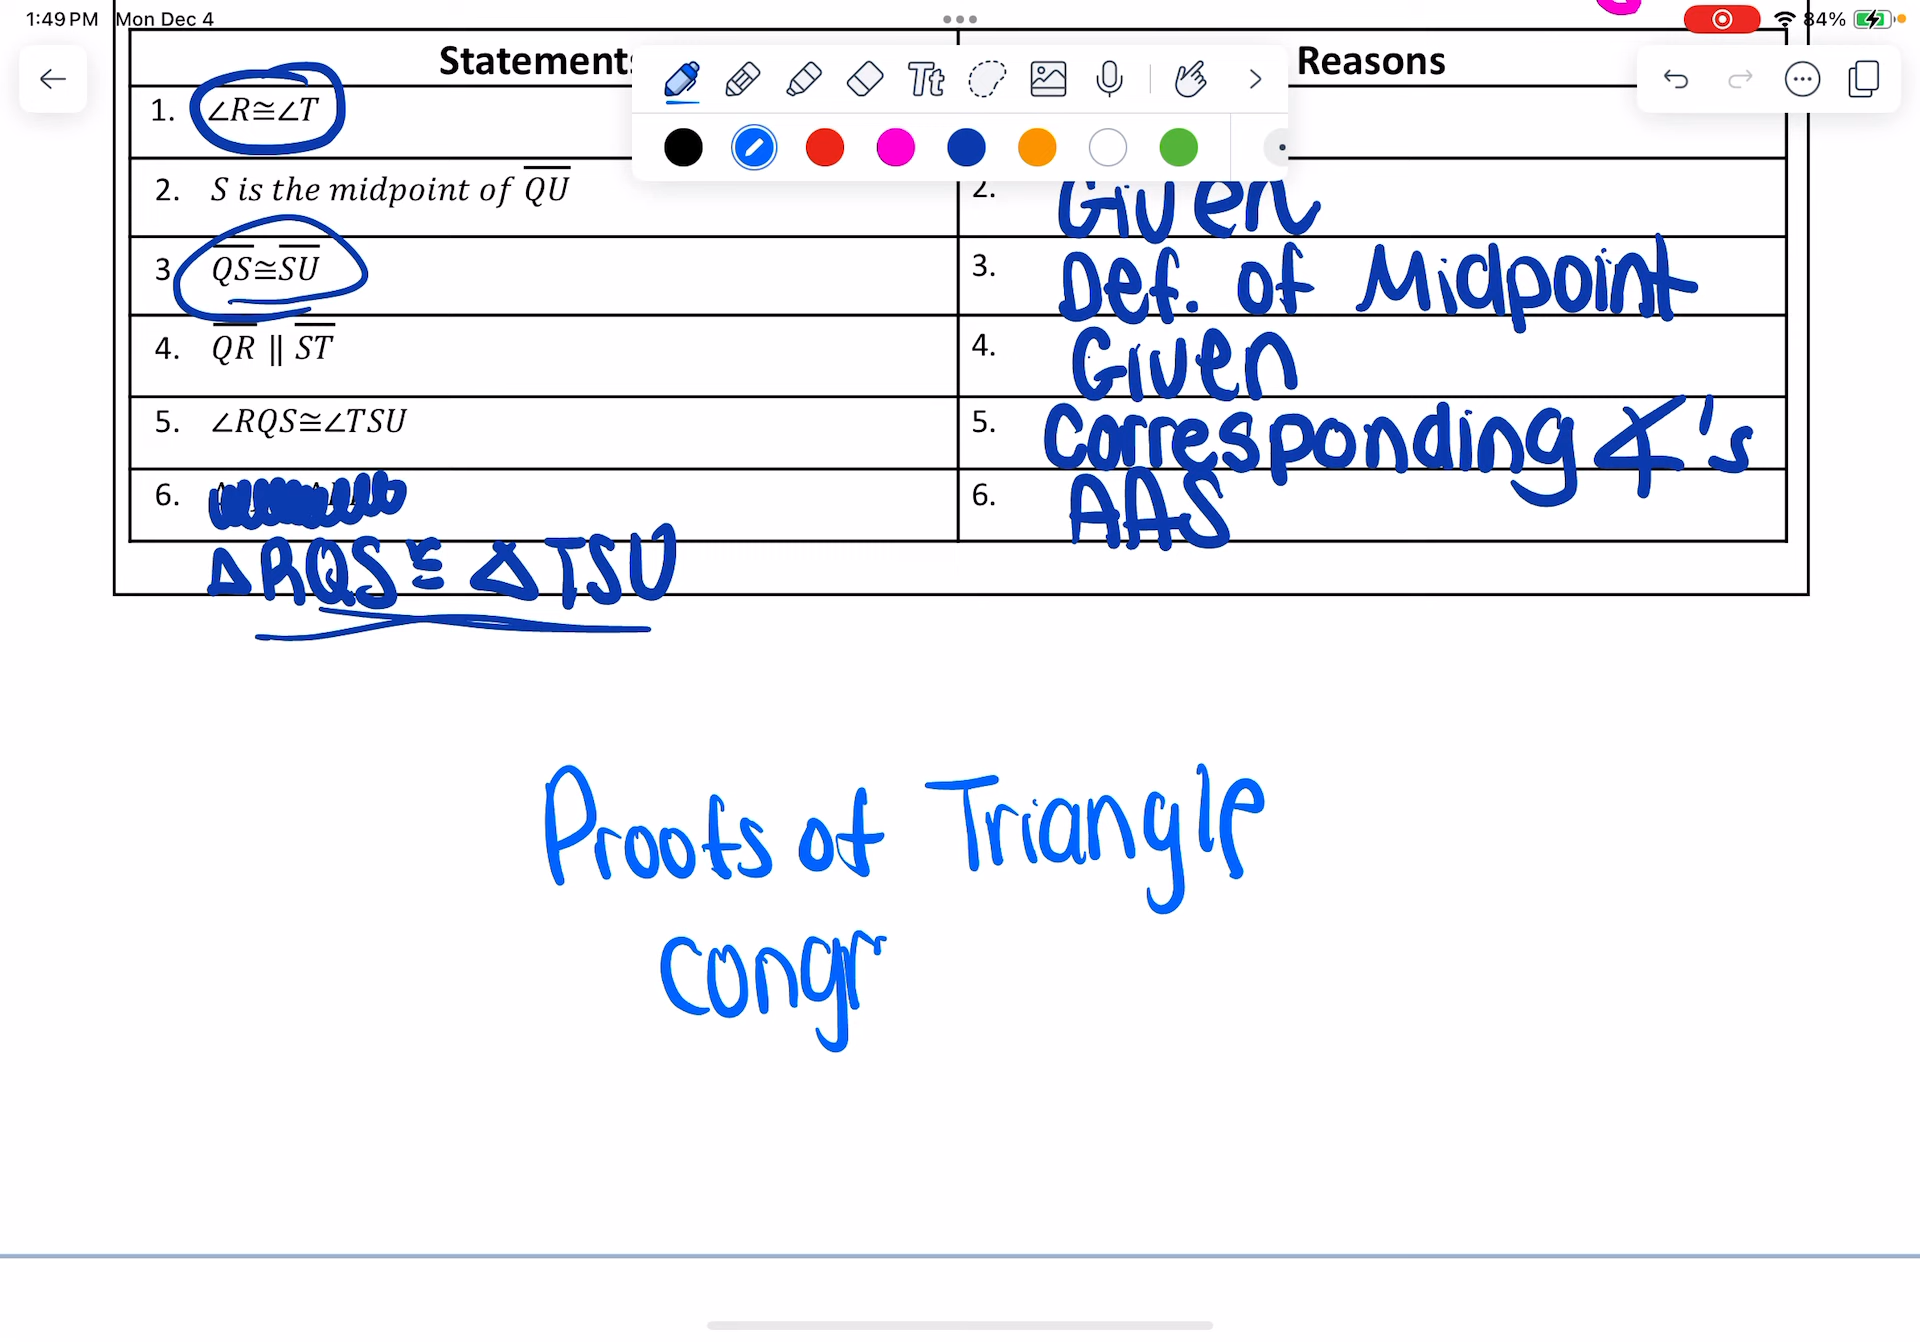 1:49 PM Mon Dec 4
84%
Statements Reasons
1. ∠R≅∠T
2. S is the midpoint of QU 2. Given
3 QS≅SU 3. Def. of Midpoint
4. QR ∥ ST 4. Given
5. ∠RQS≅∠TSU 5. Corresponding ∡'s
6. 6. AAS
△RQS ≅ △TSU
Proofs of Triangle
congr